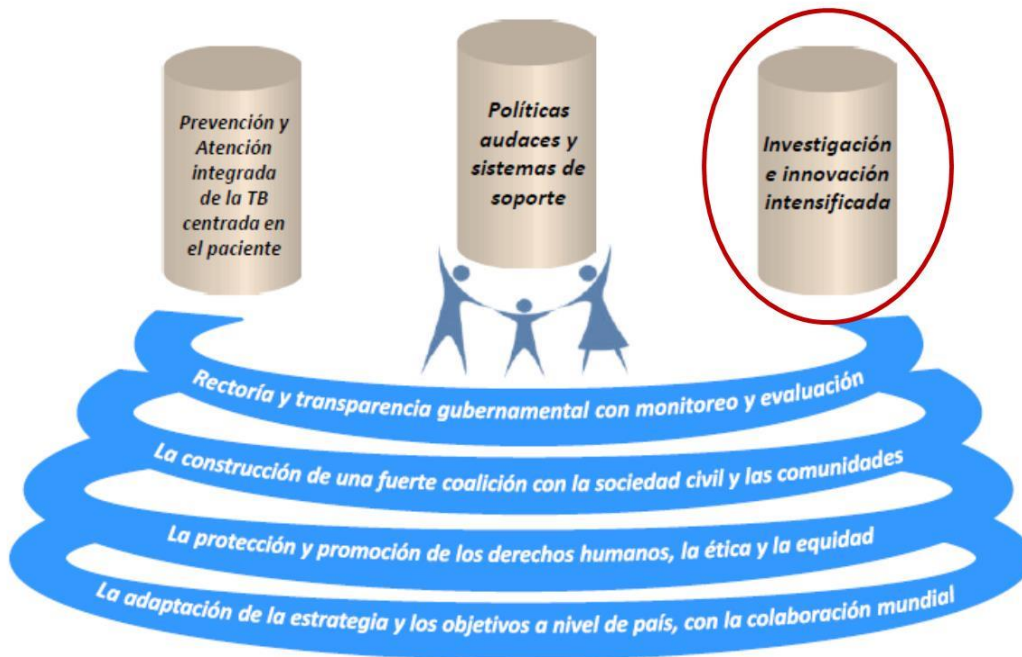 Prevención y
Atención
integrada
de la TB
centrada en
el paciente
Políticas
audaces y
sistemas de
soporte
Investigación
e innovación
intensificada
Rectoría y transparencia gubernamental con monitoreo y evaluación
La construcción de una fuerte coalición con la sociedad civil y las comunidades
La protección y promoción de los derechos humanos, la ética y la equidad
La adaptación de la estrategia y los objetivos a nivel de país, con la colaboración mundial